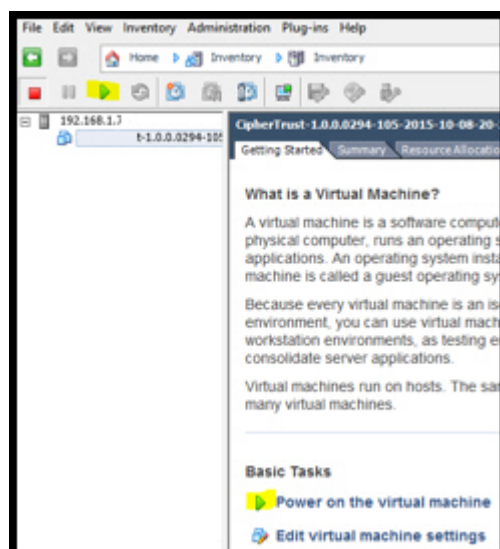 File Edit View Inventory Administration Plug-ins Help
Home Inventory Inventory
192.168.1.7
t-1.0.0.0294-105
CipherTrust-1.0.0.0294-105-2015-10-08-20-
Getting Started Summary Resource Allocatio
What is a Virtual Machine?
A virtual machine is a software comput
physical computer, runs an operating s
applications. An operating system insta
machine is called a guest operating sy
Because every virtual machine is an is
environment, you can use virtual mach
workstation environments, as testing e
consolidate server applications.
Virtual machines run on hosts. The sar
many virtual machines.
Basic Tasks
Power on the virtual machine
Edit virtual machine settings